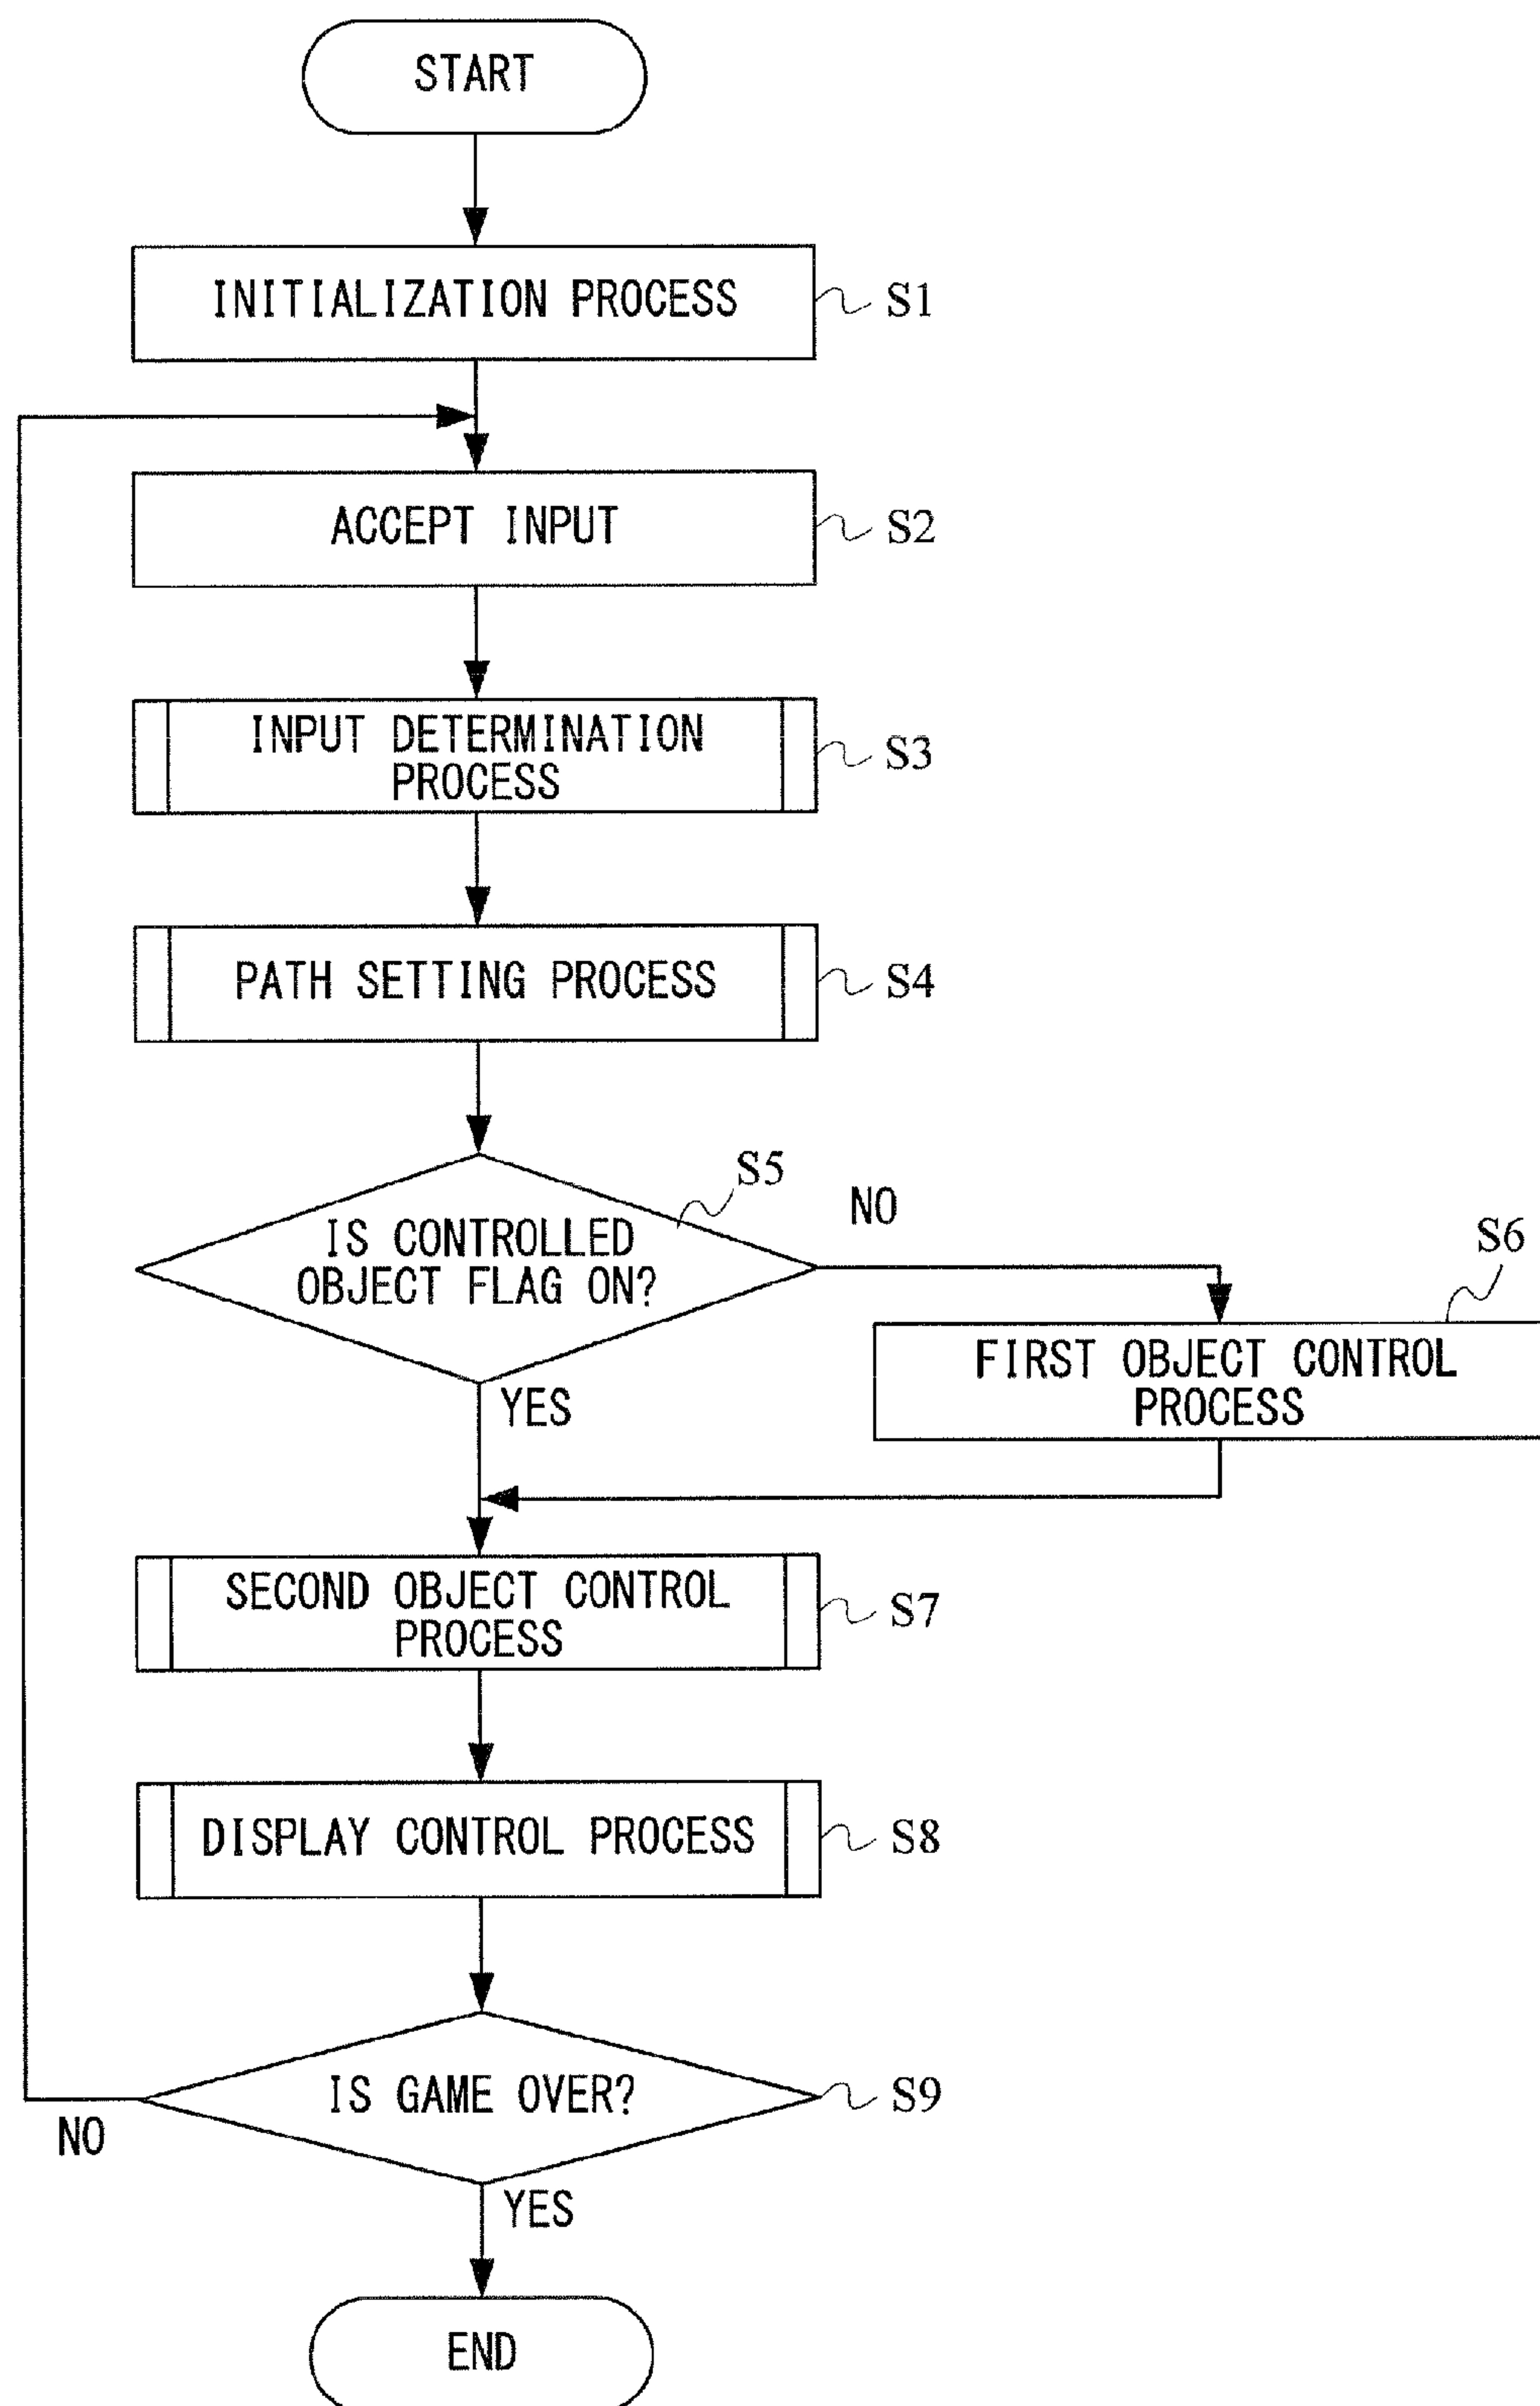 START
INITIALIZATION PROCESS
S1
ACCEPT INPUT
S2
INPUT DETERMINATION
PROCESS
S3
PATH SETTING PROCESS
S4
IS CONTROLLED
OBJECT FLAG ON?
S5
NO
YES
FIRST OBJECT CONTROL
PROCESS
S6
SECOND OBJECT CONTROL
PROCESS
S7
DISPLAY CONTROL PROCESS
S8
IS GAME OVER?
S9
NO
YES
END